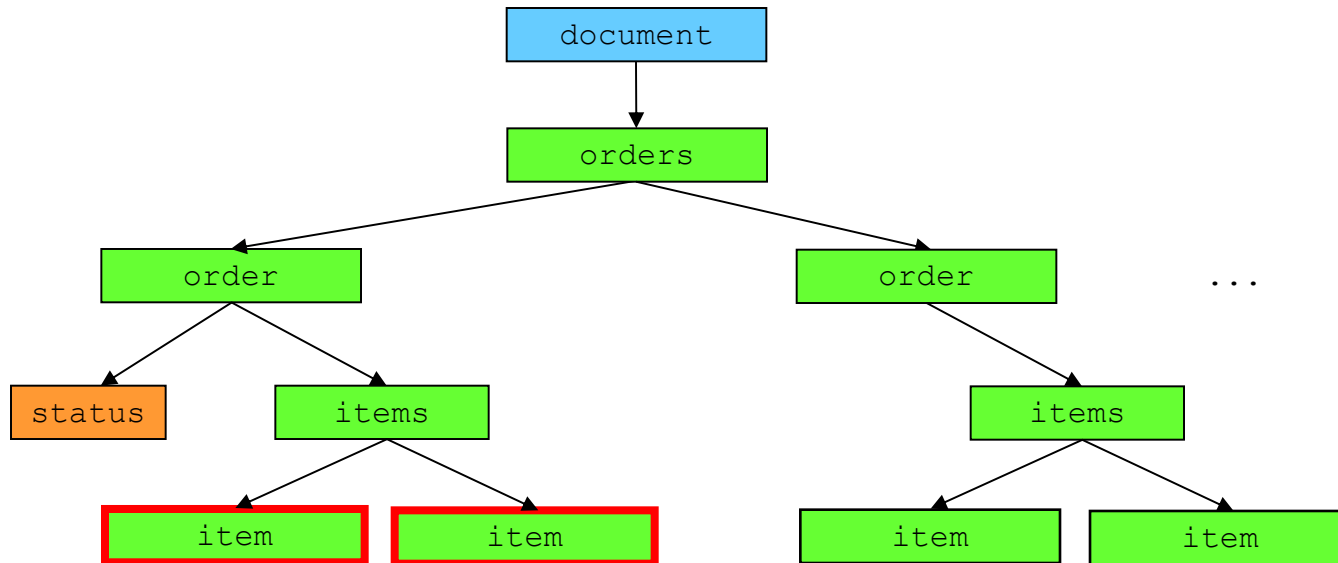 document
orders
order
order
...
status
items
items
item
item
item
item